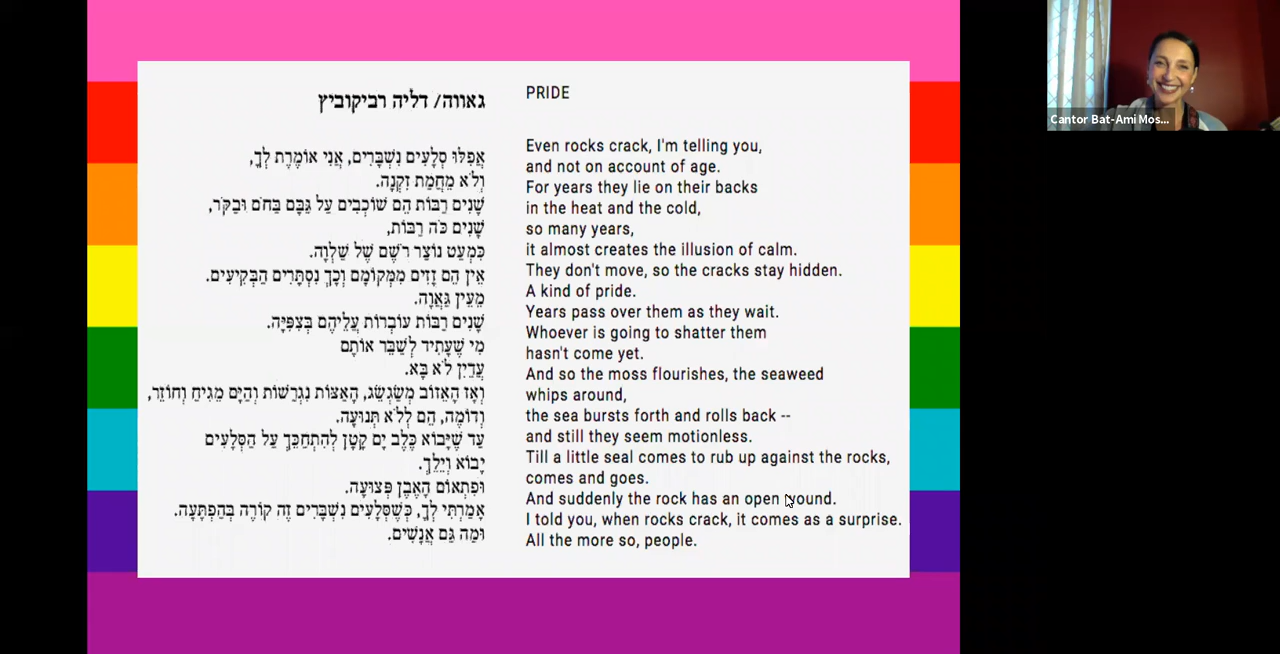 גאווה/ דליה רביקוביץ
אֲפִלּוּ סְלָעִים נִשְׁבָּרִים, אֲנִי אוֹמֶרֶת לְךָ,
וְלֹא מֵחֲמַת זִקְנָה.
שָׁנִים רַבּוֹת הֵם שׁוֹכְבִים עַל גַּבָּם בַּחֹם וּבַקֹּר,
שָׁנִים כֹּה רַבּוֹת,
כִּמְעַט נוֹצַר רֹשֶׁם שֶׁל שַׁלְוָה.
אֵין הֵם זָזִים מִמְּקוֹמָם וְכָךְ נִסְתָּרִים הַבְּקִיעִים.
מֵעֵין גַּאֲוָה.
שָׁנִים רַבּוֹת עוֹבְרוֹת עֲלֵיהֶם בְּצִפִּיָּה.
מִי שֶׁעָתִיד לְשַׁבֵּר אוֹתָם
עֲדַיִן לֹא בָּא.
וְאָז הָאֵזוֹב מְשַׂגְשֵׂג, הָאַצּוֹת נִגְרָשׁוֹת וְהַיָּם מֵגִיחַ וְחוֹזֵר,
וְדוֹמֶה, הֵם לְלֹא תְּנוּעָה.
עַד שֶׁיָּבוֹא כֶּלֶב יָם קָטָן לְהִתְחַכֵּךְ עַל הַסְּלָעִים
יָבוֹא וְיֵלֵךְ.
וּפִתְאוֹם הָאֶבֶן פְּצוּעָה.
אָמַרְתִּי לְךָ, כְּשֶׁסְּלָעִים נִשְׁבָּרִים זֶה קוֹרֶה בְּהַפְתָּעָה.
וּמַה גַּם אֲנָשִׁים.
PRIDE
Even rocks crack, I'm telling you,
and not on account of age.
For years they lie on their backs
in the heat and the cold,
so many years,
it almost creates the illusion of calm.
They don't move, so the cracks stay hidden.
A kind of pride.
Years pass over them as they wait.
Whoever is going to shatter them
hasn't come yet.
And so the moss flourishes, the seaweed
whips around,
the sea bursts forth and rolls back --
and still they seem motionless.
Till a little seal comes to rub up against the rocks,
comes and goes.
And suddenly the rock has an open wound.
I told you, when rocks crack, it comes as a surprise.
All the more so, people.
Cantor Bat-Ami Mos...